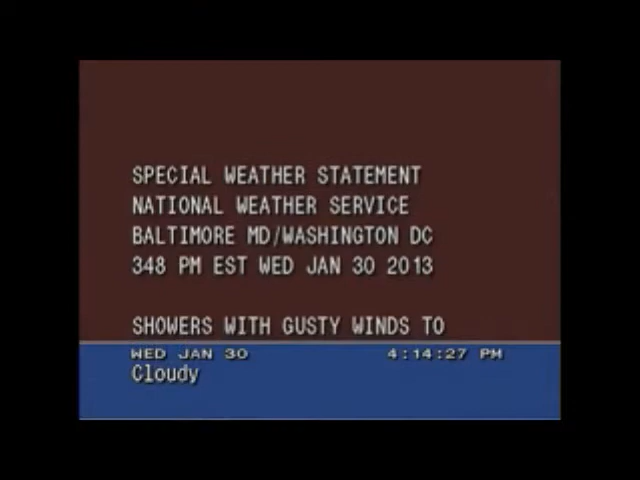 SPECIAL WEATHER STATEMENT
NATIONAL WEATHER SERVICE
BALTIMORE MD/WASHINGTON DC
348 PM EST WED JAN 30 2013
SHOWERS WITH GUSTY WINDS TO
WED JAN 30 4:14:27 PM
Cloudy